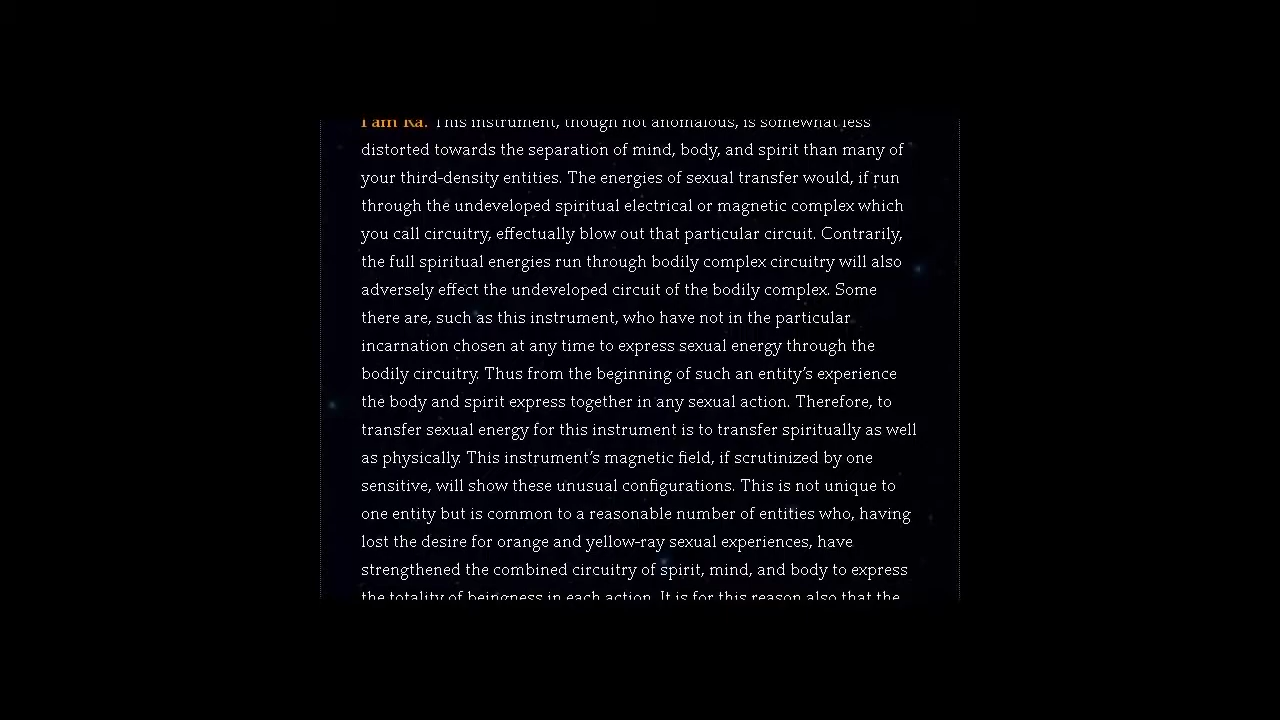 I am Ra. This instrument, though not anomalous, is somewhat less
distorted towards the separation of mind, body, and spirit than many of
your third-density entities. The energies of sexual transfer would, if run
through the undeveloped spiritual electrical or magnetic complex which
you call circuitry, effectually blow out that particular circuit. Contrarily,
the full spiritual energies run through bodily complex circuitry will also
adversely effect the undeveloped circuit of the bodily complex. Some
there are, such as this instrument, who have not in the particular
incarnation chosen at any time to express sexual energy through the
bodily circuitry. Thus from the beginning of such an entity’s experience
the body and spirit express together in any sexual action. Therefore, to
transfer sexual energy for this instrument is to transfer spiritually as well
as physically. This instrument’s magnetic field, if scrutinized by one
sensitive, will show these unusual configurations. This is not unique to
one entity but is common to a reasonable number of entities who, having
lost the desire for orange and yellow-ray sexual experiences, have
strengthened the combined circuitry of spirit, mind, and body to express
the totality of beingness in each action. It is for this reason also that the